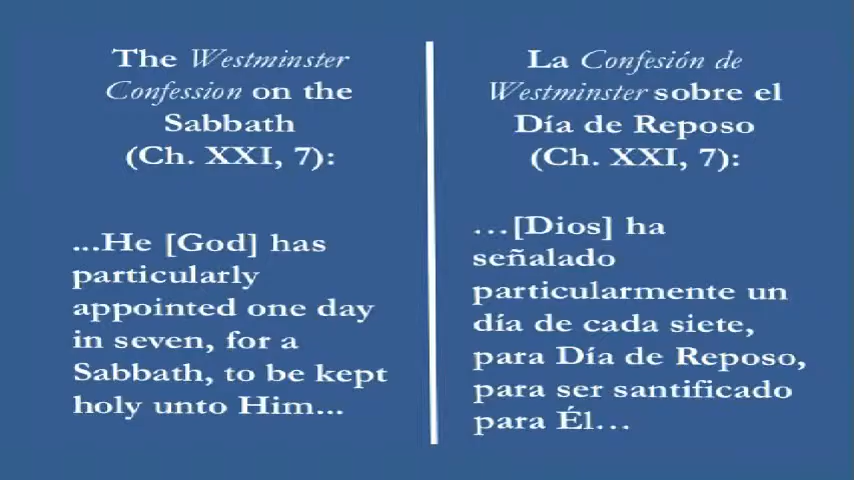 The Westminster
Confession on the
Sabbath
(Ch. XXI, 7):
...He [God] has
particularly
appointed one day
in seven, for a
Sabbath, to be kept
holy unto Him...
La Confesión de
Westminster sobre el
Día de Reposo
(Ch. XXI, 7):
...[Dios] ha
señalado
particularmente un
día de cada siete,
para Día de Reposo,
para ser santificado
para Él...